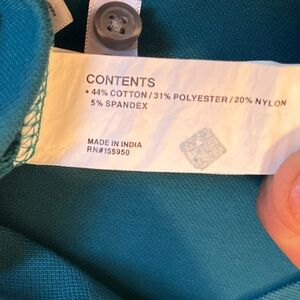 CONTENTS
• 44% COTTON / 31% POLYESTER / 20% NYLON
5% SPANDEX
MADE IN INDIA
RN#155950